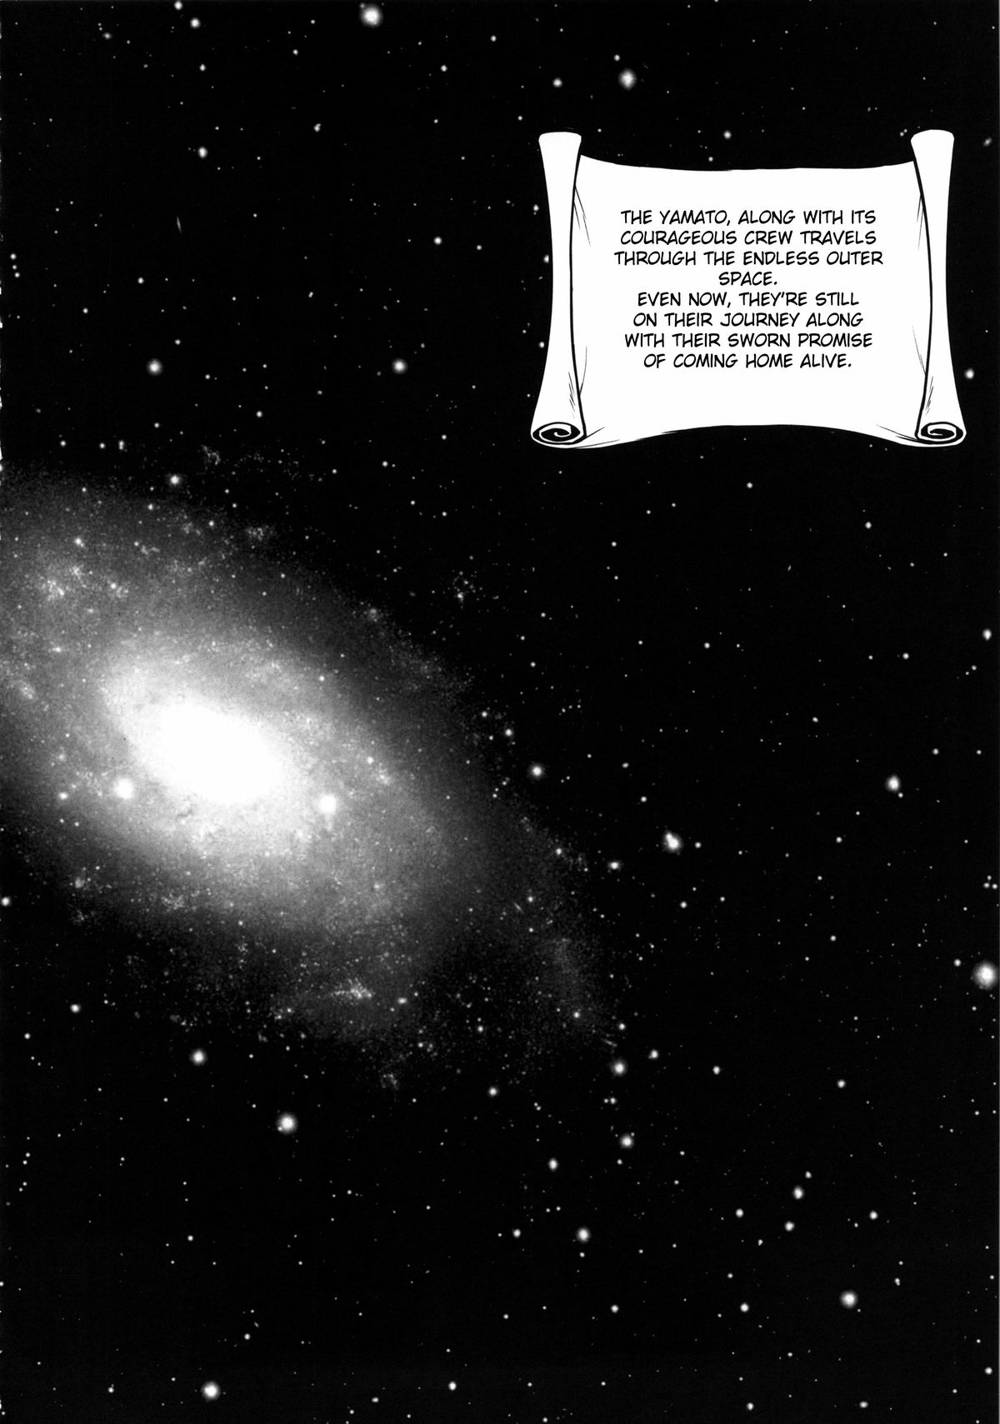 THE YAMATO, ALONG WITH ITS
COURAGEOUS CREW TRAVELS
THROUGH THE ENDLESS OUTER
SPACE.
EVEN NOW, THEY'RE STILL
ON THEIR JOURNEY ALONG
WITH THEIR SWORN PROMISE
OF COMING HOME ALIVE.